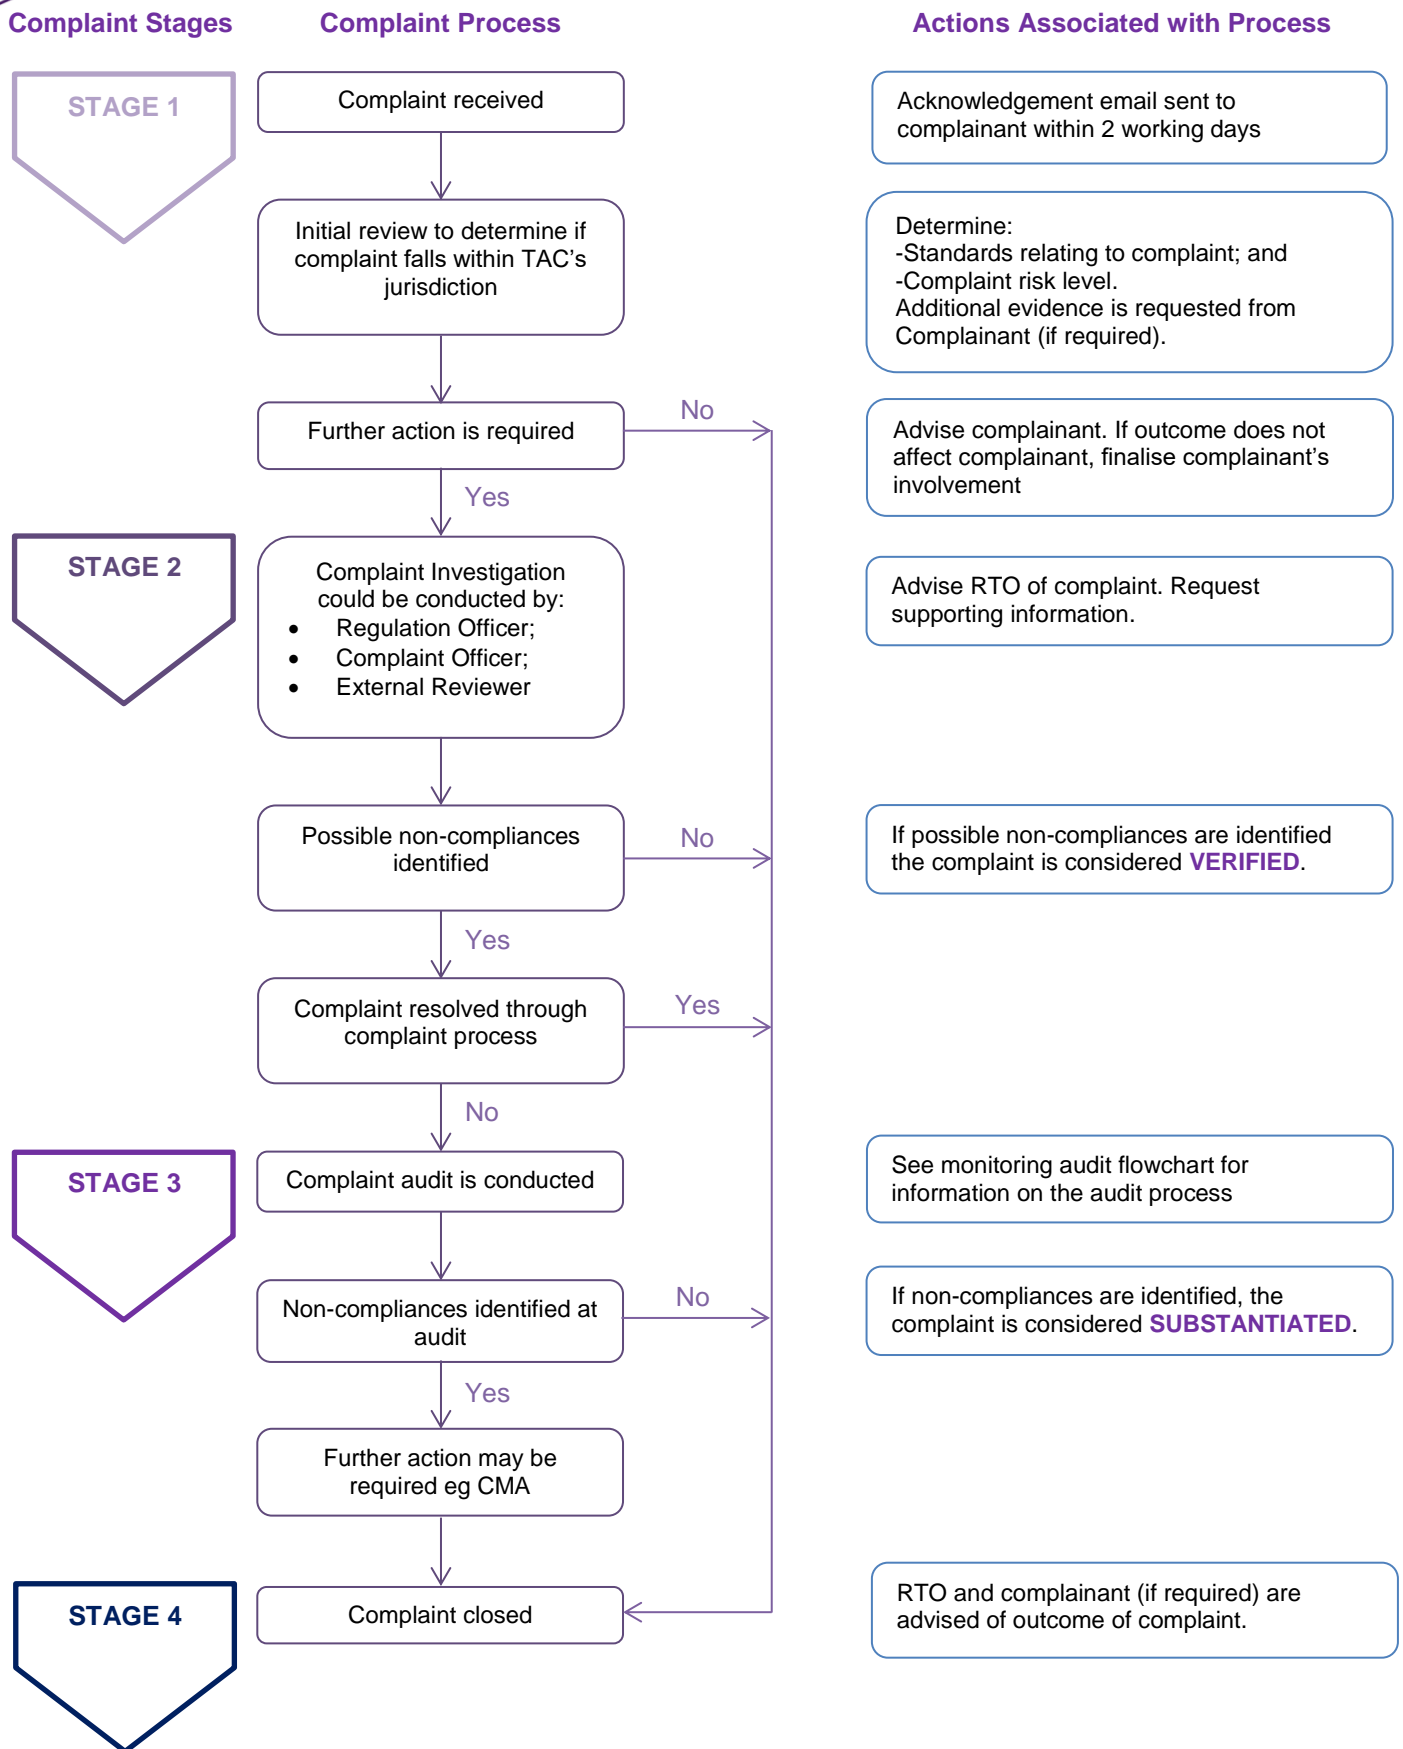 Complaint Stages
Complaint Process
Actions Associated with Process
STAGE 1
Complaint received
Acknowledgement email sent to
complainant within 2 working days
Initial review to determine if
complaint falls within TAC’s
jurisdiction
Determine:
-Standards relating to complaint; and
-Complaint risk level.
Additional evidence is requested from
Complainant (if required).
Further action is required
No
Advise complainant. If outcome does not
affect complainant, finalise complainant’s
involvement
Yes
STAGE 2
Complaint Investigation
could be conducted by:
• Regulation Officer;
• Complaint Officer;
• External Reviewer
Advise RTO of complaint. Request
supporting information.
Possible non-compliances
identified
No
If possible non-compliances are identified
the complaint is considered VERIFIED.
Yes
Complaint resolved through
complaint process
Yes
No
STAGE 3
Complaint audit is conducted
See monitoring audit flowchart for
information on the audit process
Non-compliances identified at
audit
No
If non-compliances are identified, the
complaint is considered SUBSTANTIATED.
Yes
Further action may be
required eg CMA
STAGE 4
Complaint closed
RTO and complainant (if required) are
advised of outcome of complaint.